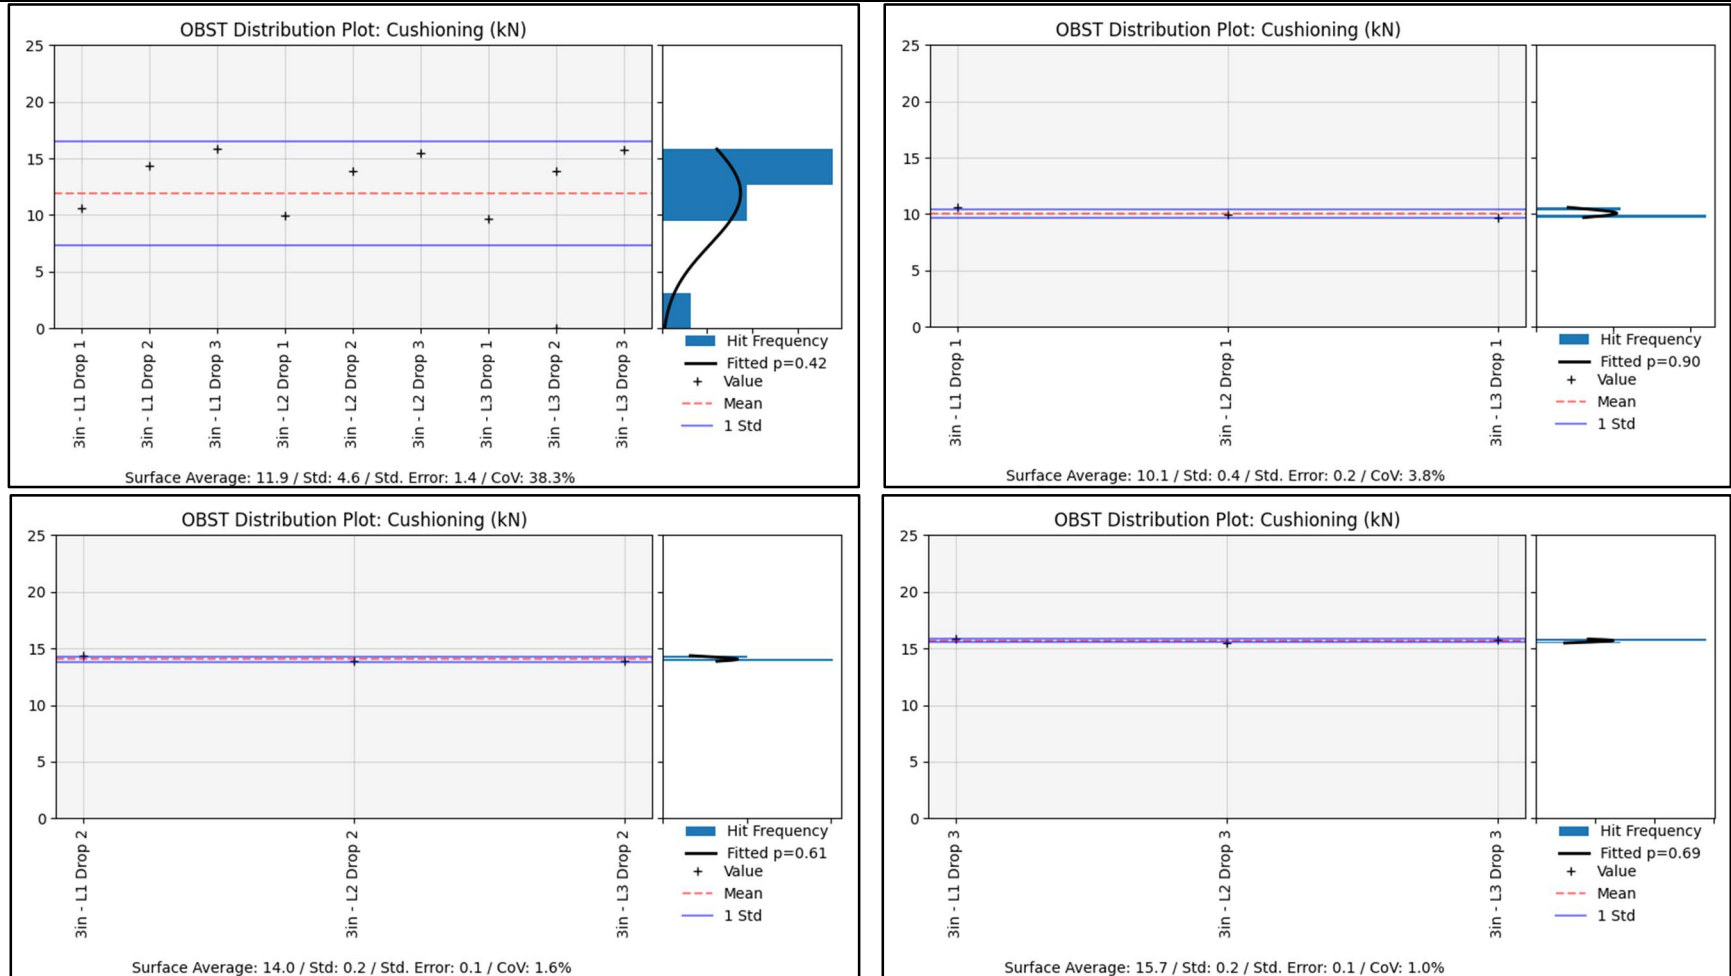 OBST Distribution Plot: Cushioning (kN)
25
20
15
10
5
0
3in - L1 Drop 1
3in - L1 Drop 2
3in - L1 Drop 3
3in - L2 Drop 1
3in - L2 Drop 2
3in - L2 Drop 3
3in - L3 Drop 1
3in - L3 Drop 2
3in - L3 Drop 3
Hit Frequency
Fitted p=0.42
Value
Mean
1 Std
Surface Average: 11.9 / Std: 4.6 / Std. Error: 1.4 / CoV: 38.3%
OBST Distribution Plot: Cushioning (kN)
25
20
15
10
5
0
3in - L1 Drop 1
3in - L2 Drop 1
3in - L3 Drop 1
Hit Frequency
Fitted p=0.90
Value
Mean
1 Std
Surface Average: 10.1 / Std: 0.4 / Std. Error: 0.2 / CoV: 3.8%
OBST Distribution Plot: Cushioning (kN)
25
20
15
10
5
0
3in - L1 Drop 2
3in - L2 Drop 2
3in - L3 Drop 2
Hit Frequency
Fitted p=0.61
Value
Mean
1 Std
Surface Average: 14.0 / Std: 0.2 / Std. Error: 0.1 / CoV: 1.6%
OBST Distribution Plot: Cushioning (kN)
25
20
15
10
5
0
3in - L1 Drop 3
3in - L2 Drop 3
3in - L3 Drop 3
Hit Frequency
Fitted p=0.69
Value
Mean
1 Std
Surface Average: 15.7 / Std: 0.2 / Std. Error: 0.1 / CoV: 1.0%